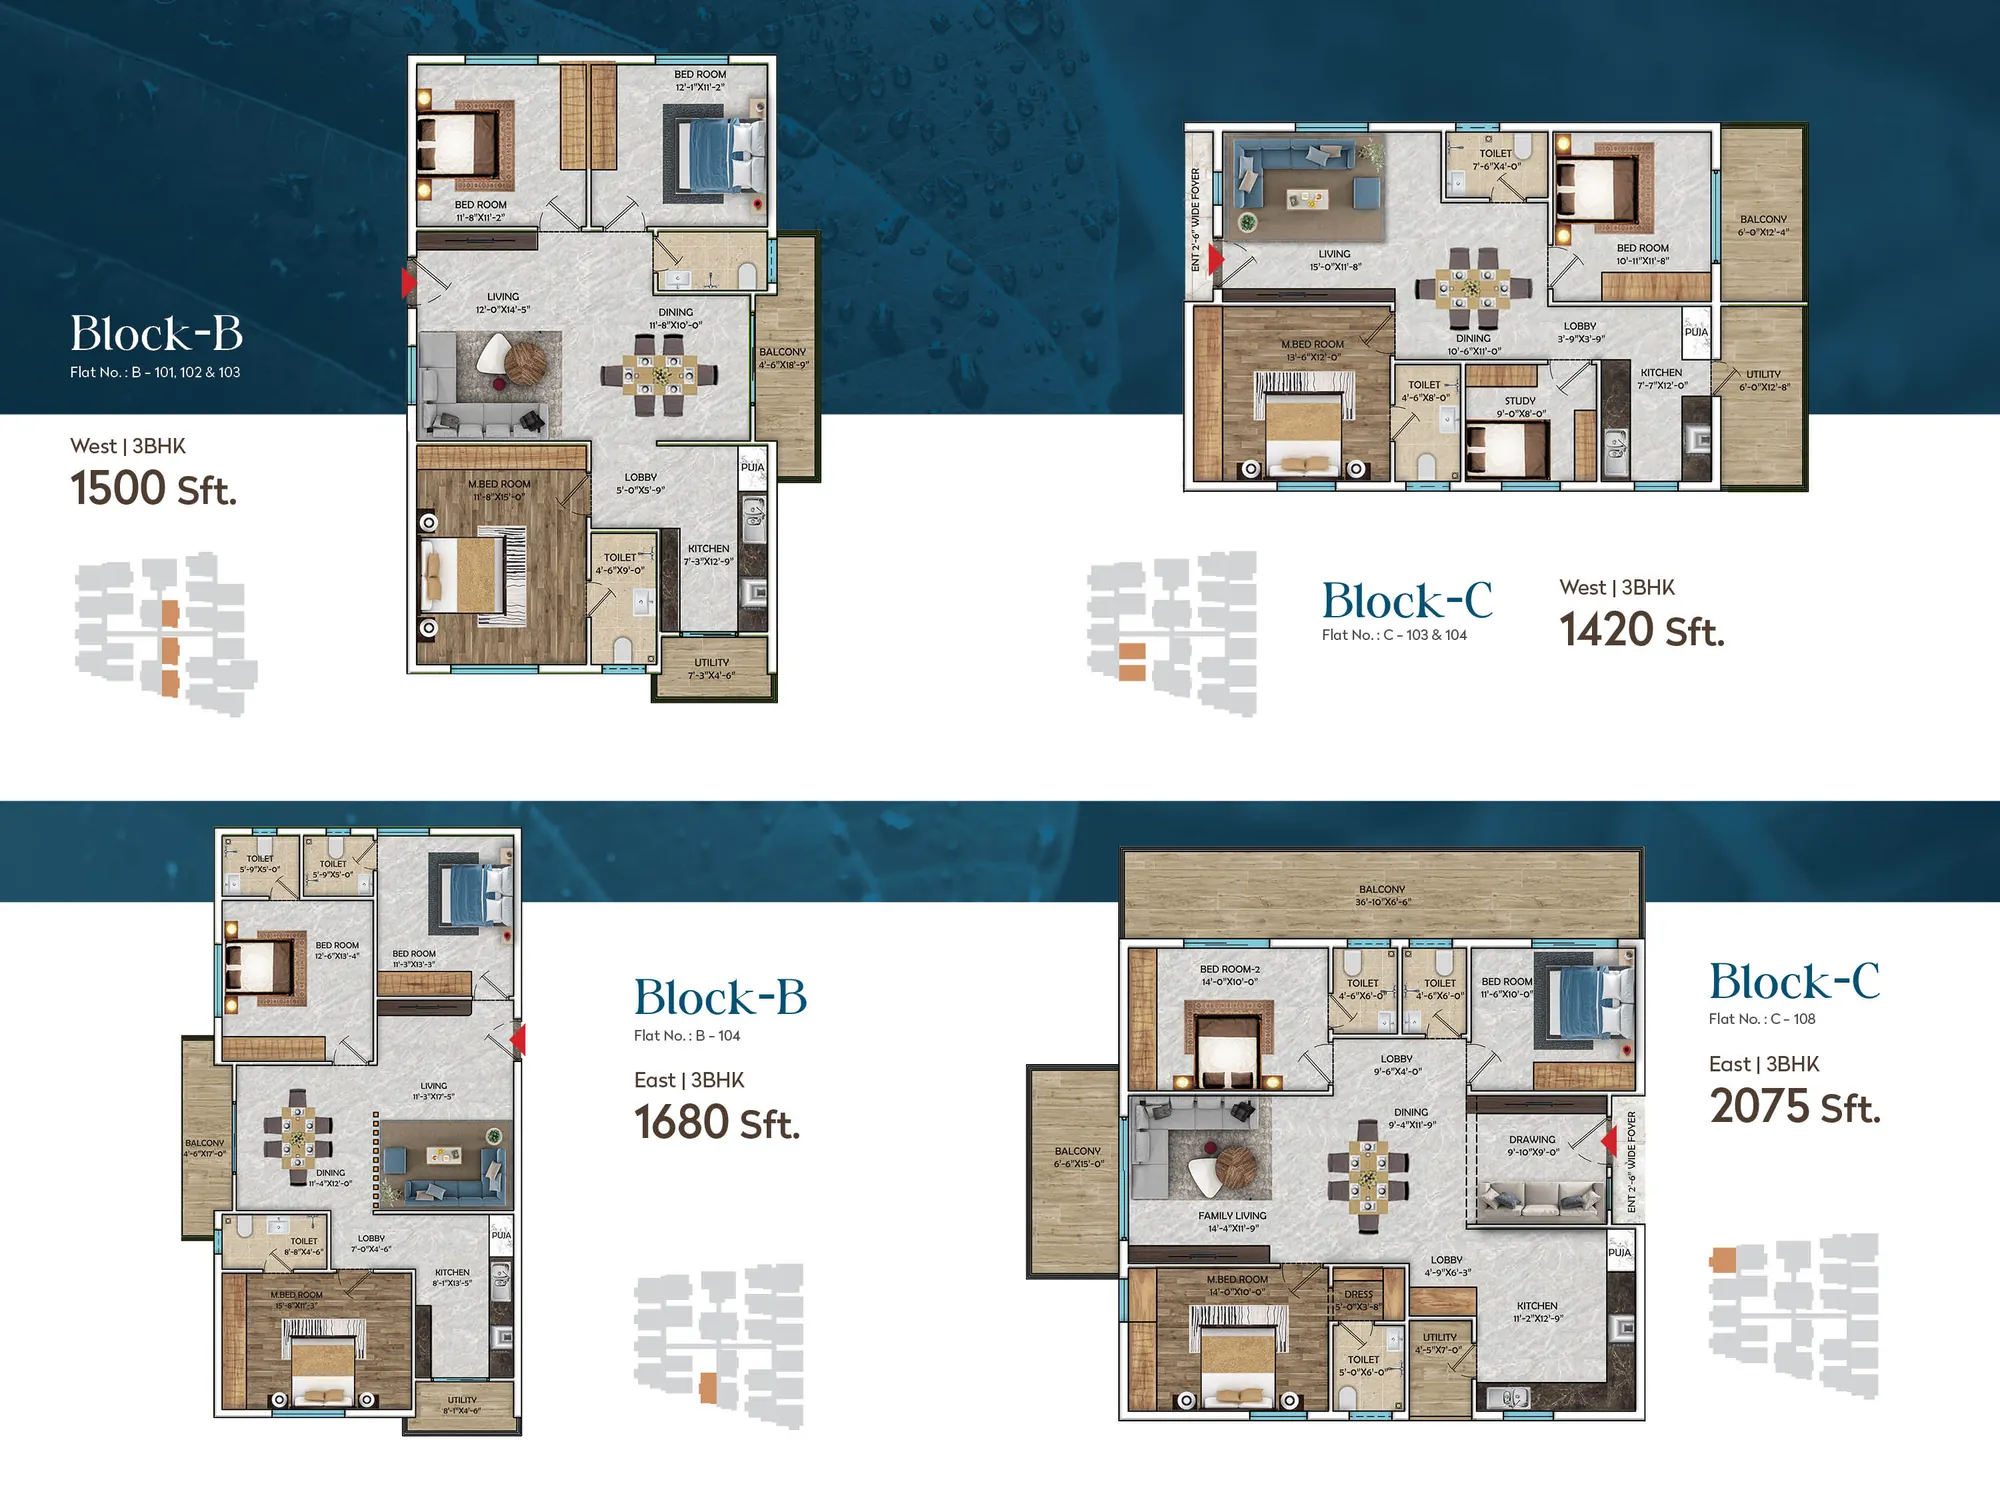 Block-B
Flat No. : B - 101, 102 & 103
West | 3BHK
1500 Sft.
BED ROOM
12'-1"X11'-2"
BED ROOM
11'-8"X11'-2"
LIVING
12'-0"X14'-5"
DINING
11'-8"X10'-0"
BALCONY
4'-6"X18'-9"
M.BED ROOM
11'-8"X15'-0"
LOBBY
5'-0"X5'-9"
PUJA
TOILET
4'-6"X9'-0"
KITCHEN
7'-3"X12'-9"
UTILITY
7'-3"X4'-6"
ENT 2'-6" WIDE FOYER
TOILET
7'-6"X4'-0"
LIVING
15'-0"X11'-8"
BED ROOM
10'-11"X11'-8"
BALCONY
6'-0"X12'-4"
M.BED ROOM
13'-6"X12'-0"
DINING
10'-6"X11'-0"
LOBBY
3'-9"X3'-9"
PUJA
TOILET
4'-6"X8'-0"
STUDY
9'-0"X8'-0"
KITCHEN
7'-7"X12'-0"
UTILITY
6'-0"X12'-8"
Block-C
Flat No. : C - 103 & 104
West | 3BHK
1420 Sft.
TOILET
5'-9"X5'-0"
TOILET
5'-9"X5'-0"
BED ROOM
12'-6"X13'-4"
BED ROOM
11'-3"X13'-3"
LIVING
11'-3"X17'-5"
BALCONY
4'-6"X17'-0"
DINING
11'-4"X12'-0"
TOILET
8'-8"X4'-6"
LOBBY
7'-0"X4'-6"
PUJA
KITCHEN
8'-1"X13'-5"
M.BED ROOM
15'-8"X11'-3"
UTILITY
8'-1"X4'-6"
Block-B
Flat No. : B - 104
East | 3BHK
1680 Sft.
BALCONY
36'-10"X6'-6"
BED ROOM-2
14'-0"X10'-0"
TOILET
4'-6"X6'-0"
TOILET
4'-6"X6'-0"
BED ROOM
11'-6"X10'-0"
LOBBY
9'-6"X4'-0"
DINING
9'-4"X11'-9"
DRAWING
9'-10"X9'-0"
ENT 2'-6" WIDE FOYER
BALCONY
6'-6"X15'-0"
FAMILY LIVING
14'-4"X11'-9"
LOBBY
4'-9"X6'-3"
PUJA
M.BED ROOM
14'-0"X10'-0"
DRESS
5'-0"X3'-8"
KITCHEN
11'-2"X12'-9"
UTILITY
4'-5"X7'-0"
TOILET
5'-0"X6'-0"
Block-C
Flat No. : C - 108
East | 3BHK
2075 Sft.